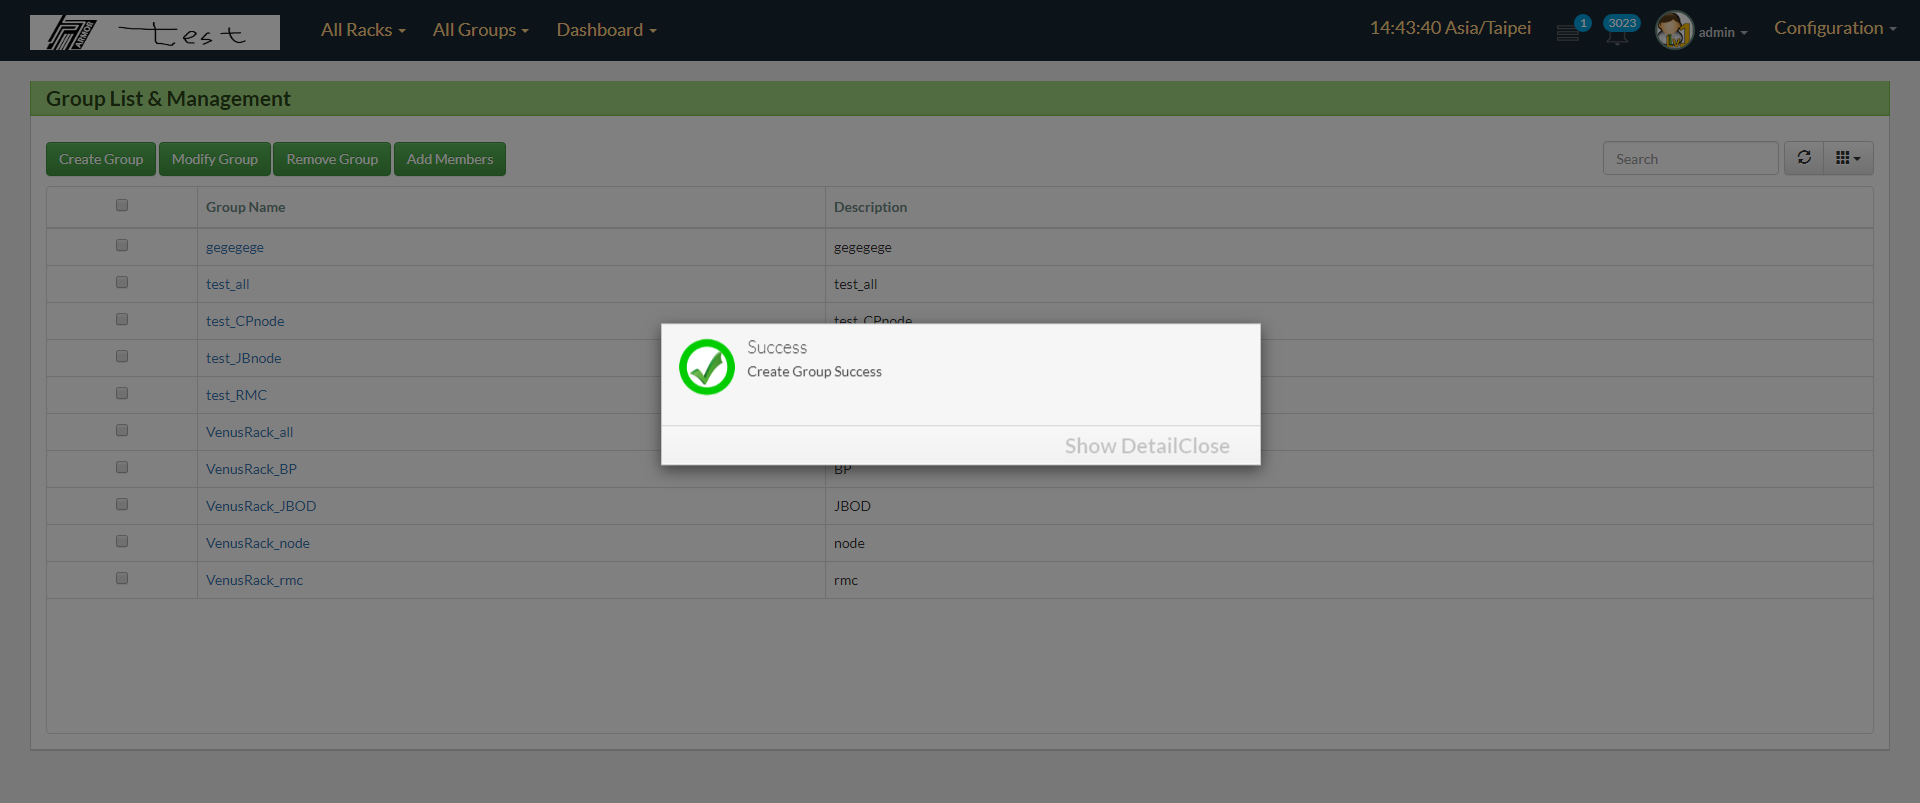 ARMOR test All Racks All Groups Dashboard 14:43:40 Asia/Taipei 1 3023 admin Configuration
Group List & Management
Create Group Modify Group Remove Group Add Members Search
Group Name Description
gegegege gegegege
test_all test_all
test_CPnode test_CPnode
test_JBnode
test_RMC
VenusRack_all
VenusRack_BP BP
VenusRack_JBOD JBOD
VenusRack_node node
VenusRack_rmc rmc
Success
Create Group Success
Show DetailClose